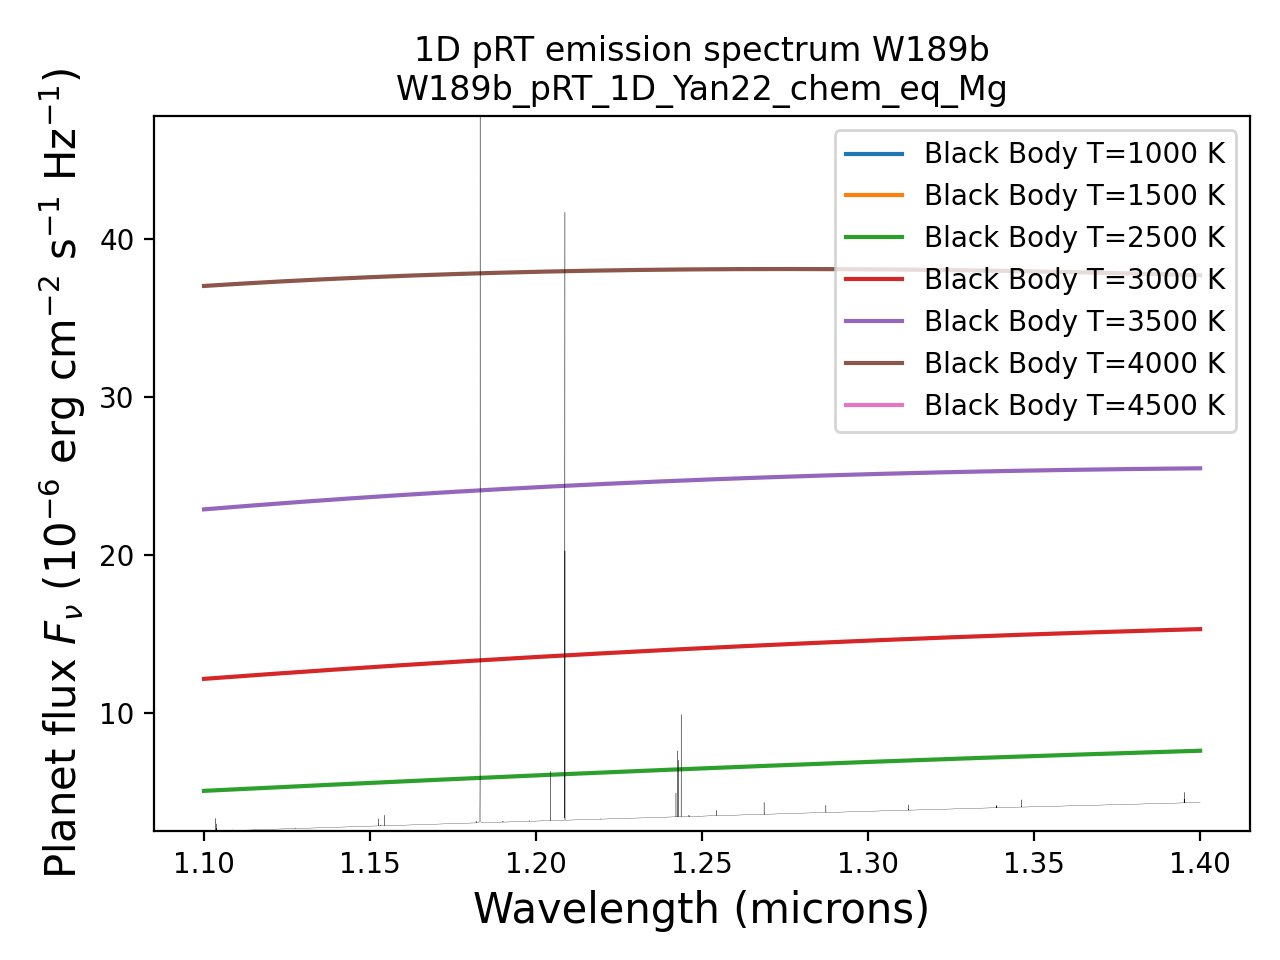 1D pRT emission spectrum W189b
W189b_pRT_1D_Yan22_chem_eq_Mg
Planet flux $F_\nu$ (10$^{-6}$ erg cm$^{-2}$ s$^{-1}$ Hz$^{-1}$)
40
30
20
10
Black Body T=1000 K
Black Body T=1500 K
Black Body T=2500 K
Black Body T=3000 K
Black Body T=3500 K
Black Body T=4000 K
Black Body T=4500 K
1.10 1.15 1.20 1.25 1.30 1.35 1.40
Wavelength (microns)